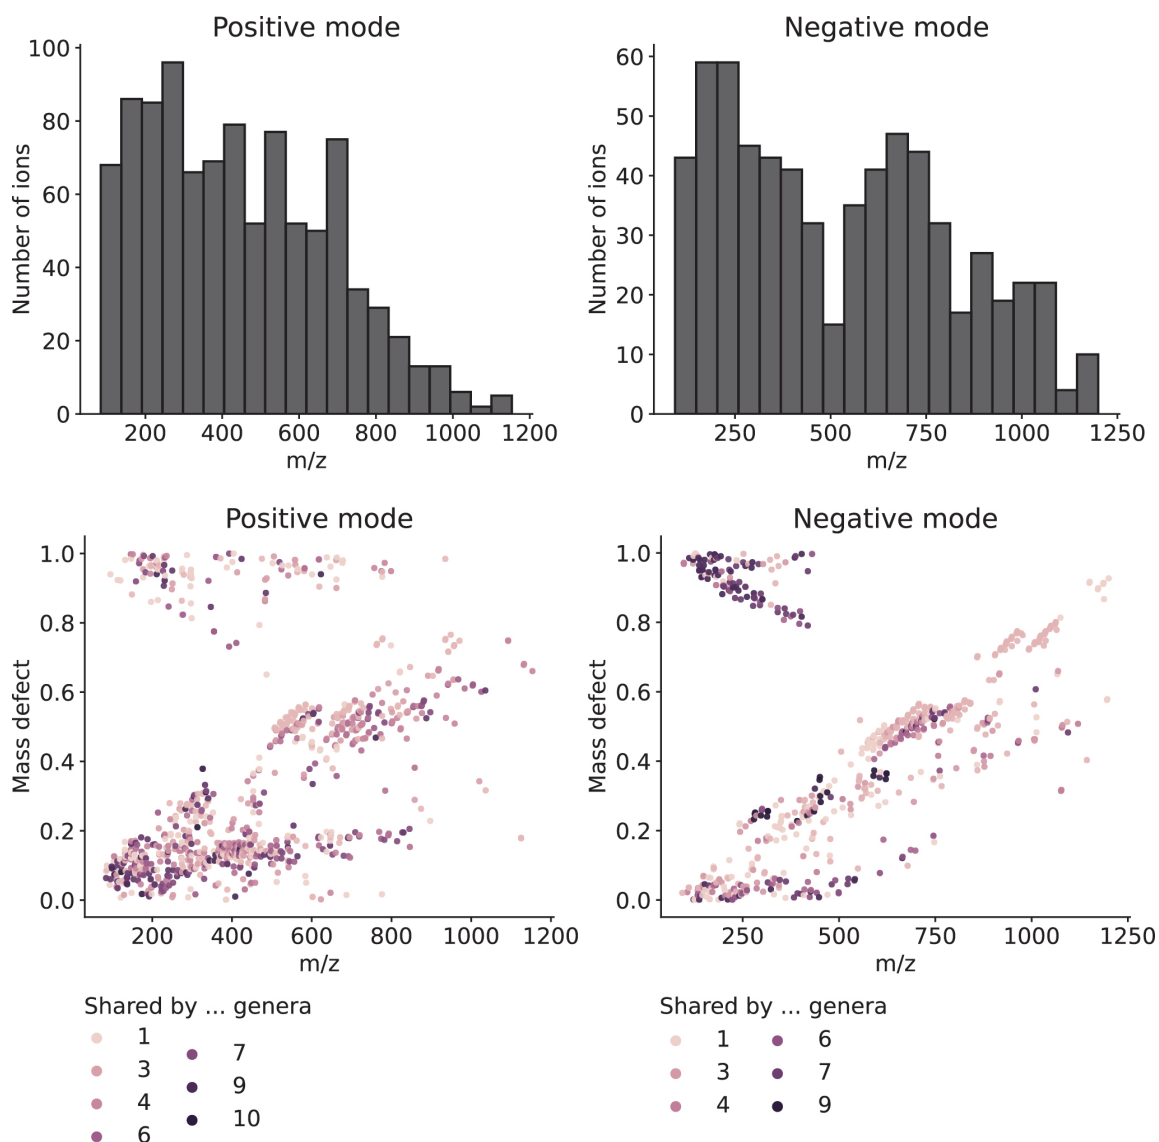 Positive mode
Negative mode
100
80
60
40
20
0
Number of ions
200 400 600 800 1000 1200
m/z
60
50
40
30
20
10
0
Number of ions
250 500 750 1000 1250
m/z
Positive mode
Negative mode
1.0
0.8
0.6
0.4
0.2
0.0
Mass defect
200 400 600 800 1000 1200
m/z
1.0
0.8
0.6
0.4
0.2
0.0
Mass defect
250 500 750 1000 1250
m/z
Shared by ... genera
1
3
4
6
7
9
10
Shared by ... genera
1
3
4
6
7
9